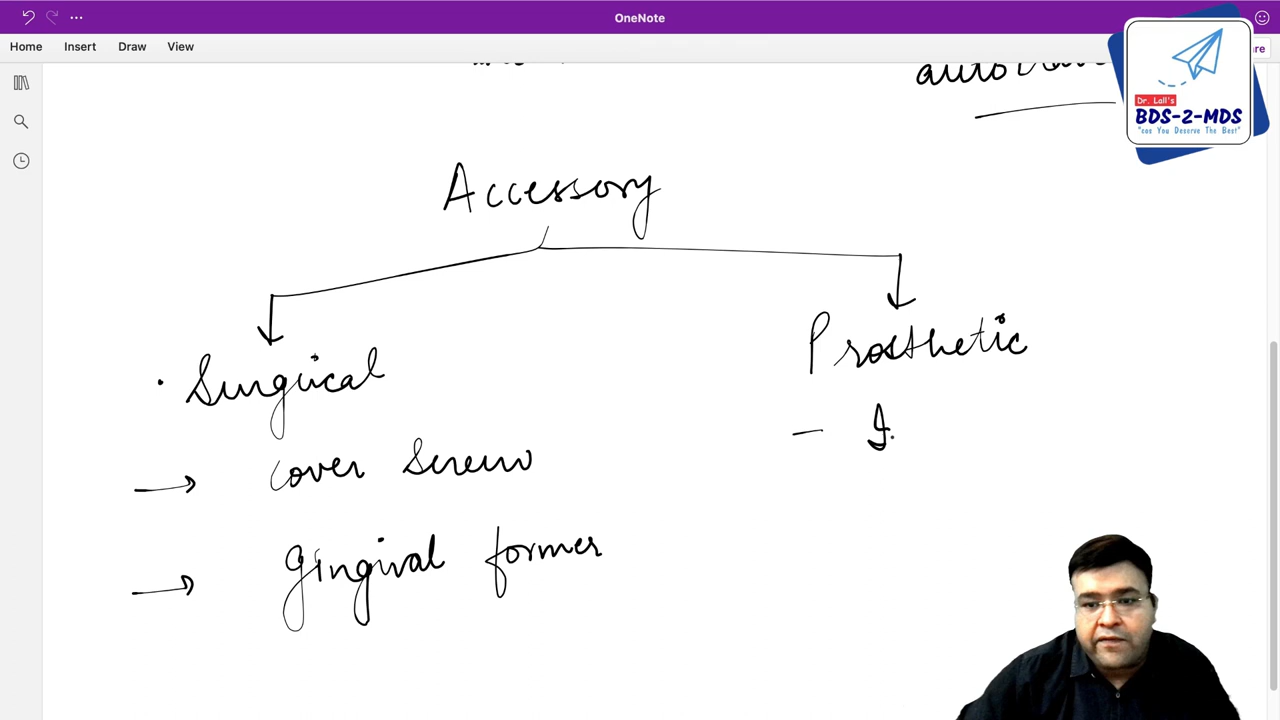 OneNote
Home Insert Draw View
Dr. Lall's
BDS-2-MDS
"cos You Deserve The Best"
Accessory
Surgical
Prosthetic
- I.
→ cover Screw
→ gingival former